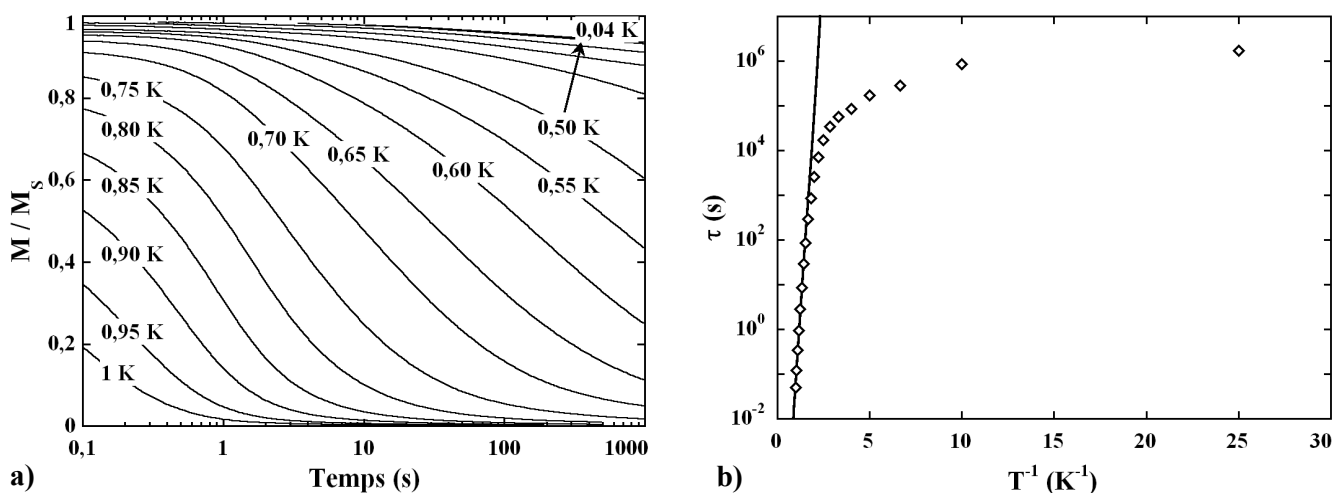 1
0,8
0,6
0,4
0,2
0
M / M_S
0,04 K
0,50 K
0,55 K
0,60 K
0,65 K
0,70 K
0,75 K
0,80 K
0,85 K
0,90 K
0,95 K
1 K
0,1
1
10
100
1000
Temps (s)
a)
10^6
10^4
10^2
10^0
10^-2
τ (s)
0
5
10
15
20
25
30
T^-1 (K^-1)
b)